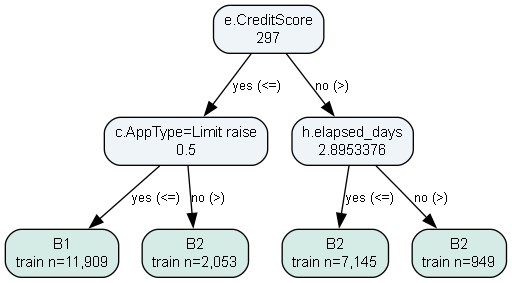 e.CreditScore
297
yes (<=)
no (>)
c.AppType=Limit raise
0.5
h.elapsed_days
2.8953376
yes (<=)
no (>)
yes (<=)
no (>)
B1
train n=11,909
B2
train n=2,053
B2
train n=7,145
B2
train n=949